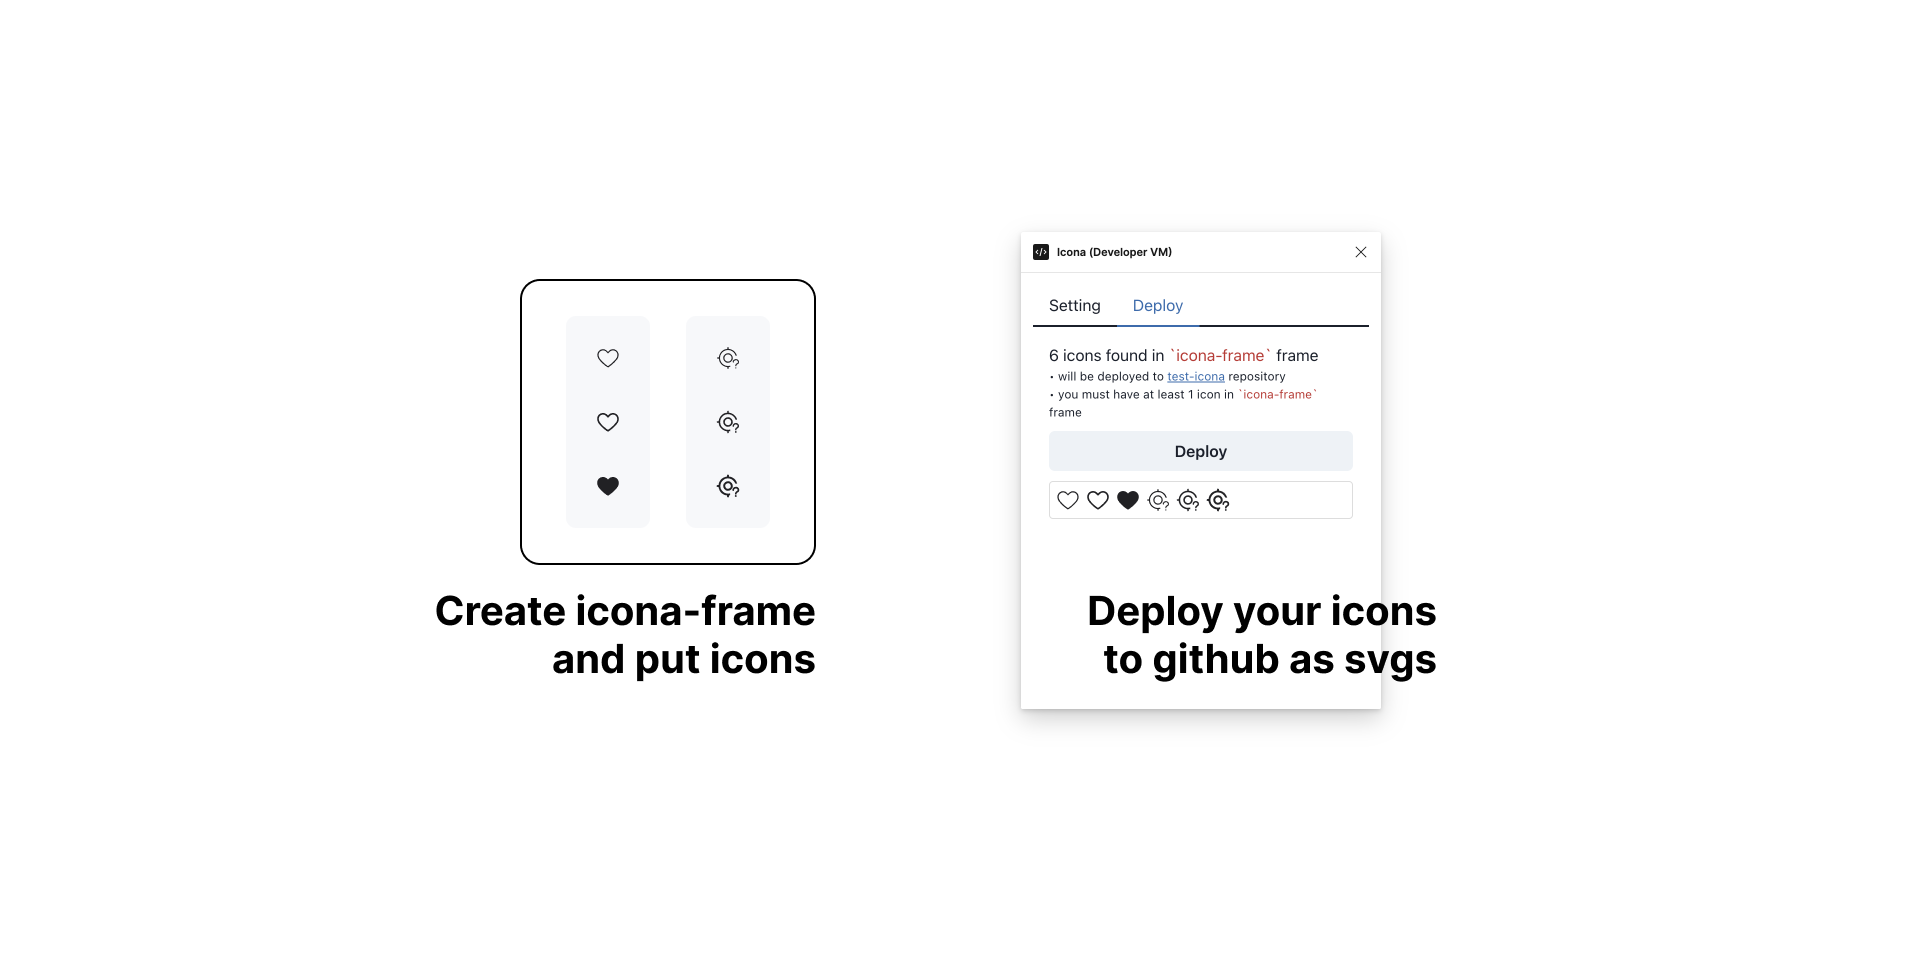 Create icona-frame
and put icons
Icona (Developer VM)
Setting
Deploy
6 icons found in `icona-frame` frame
• will be deployed to test-icona repository
• you must have at least 1 icon in `icona-frame`
frame
Deploy
Deploy your icons
to github as svgs